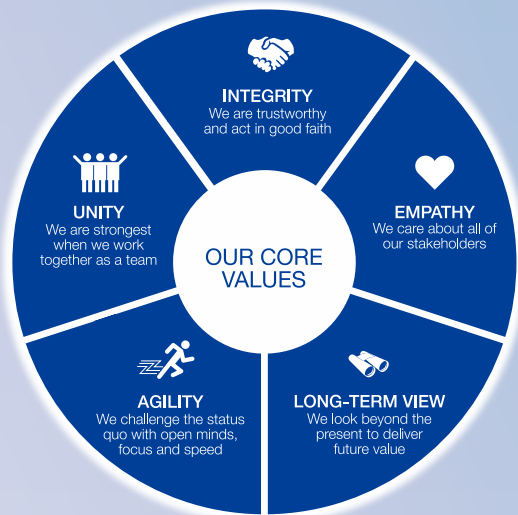 INTEGRITY
We are trustworthy
and act in good faith
EMPATHY
We care about all of
our stakeholders
LONG-TERM VIEW
We look beyond the
present to deliver
future value
AGILITY
We challenge the status
quo with open minds,
focus and speed
UNITY
We are strongest
when we work
together as a team
OUR CORE
VALUES